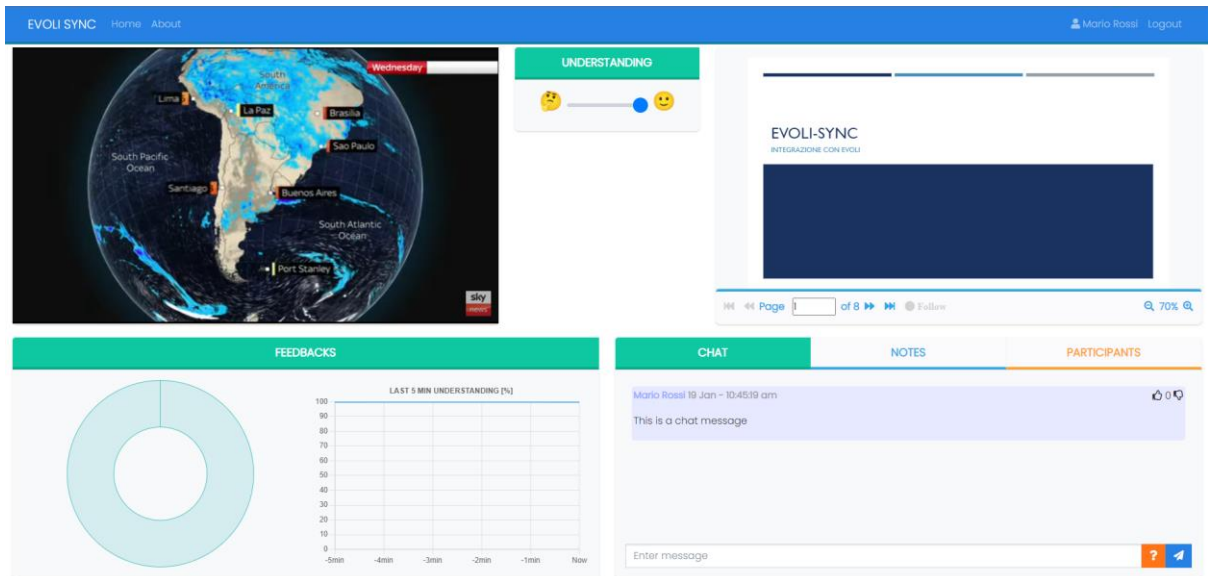 EVOLI SYNC Home About Mario Rossi Logout
Wednesday
South
America
Lima
La Paz
Brasilia
Sao Paulo
South Pacific
Ocean
Santiago
Buenos Aires
South Atlantic
Ocean
Port Stanley
sky
news
UNDERSTANDING
EVOLI-SYNC
INTEGRAZIONE CON EVOLI
Page 1 of 8 Follow 70%
FEEDBACKS
LAST 5 MIN UNDERSTANDING [%]
100
90
80
70
60
50
40
30
20
10
0
-5min -4min -3min -2min -1min Now
CHAT NOTES PARTICIPANTS
Mario Rossi 19 Jan - 10:45:19 am 0
This is a chat message
Enter message ?